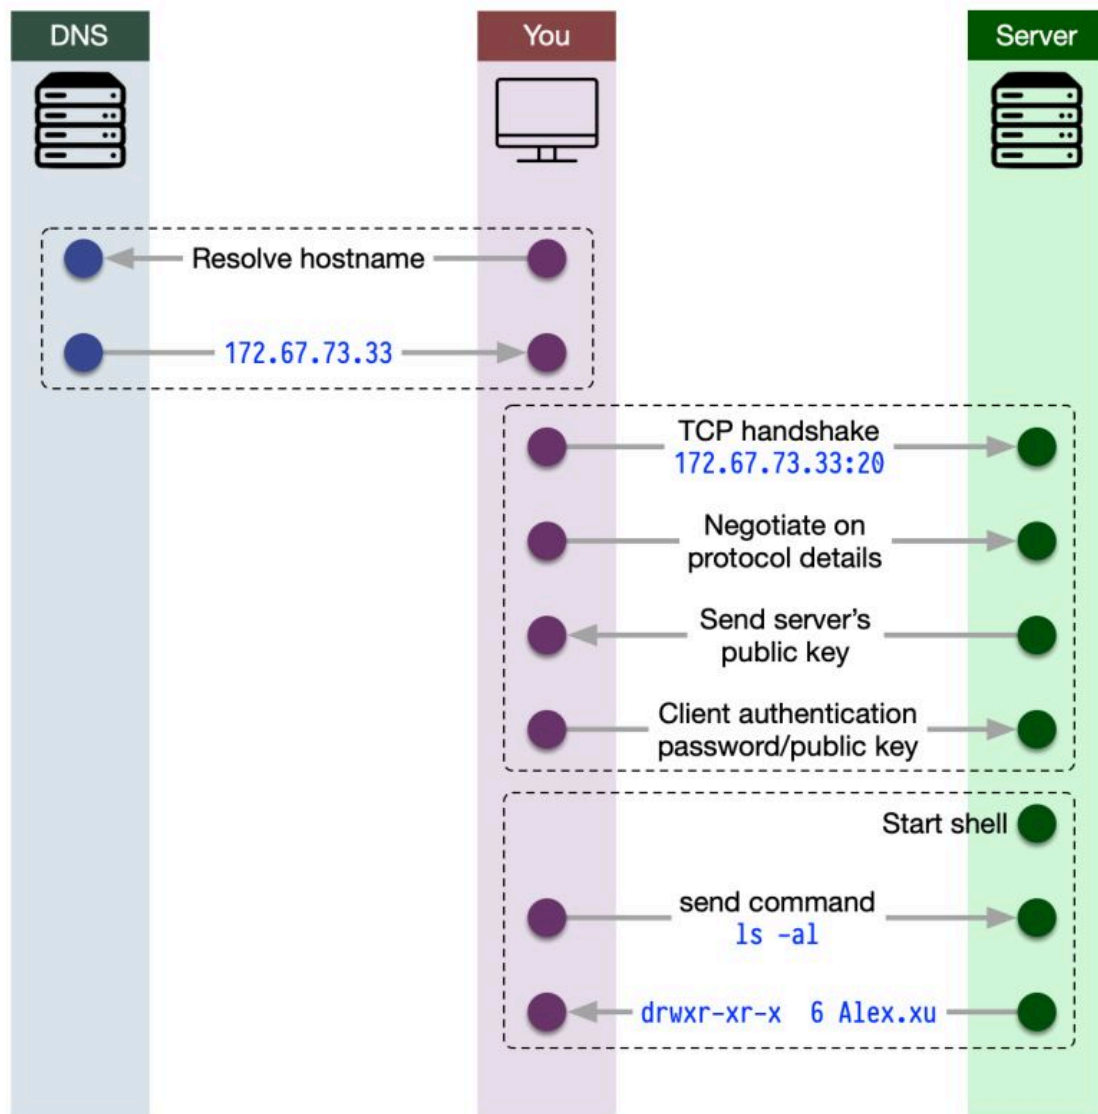 DNS
You
Server
Resolve hostname
172.67.73.33
TCP handshake
172.67.73.33:20
Negotiate on
protocol details
Send server’s
public key
Client authentication
password/public key
Start shell
send command
ls -al
drwxr-xr-x  6 Alex.xu